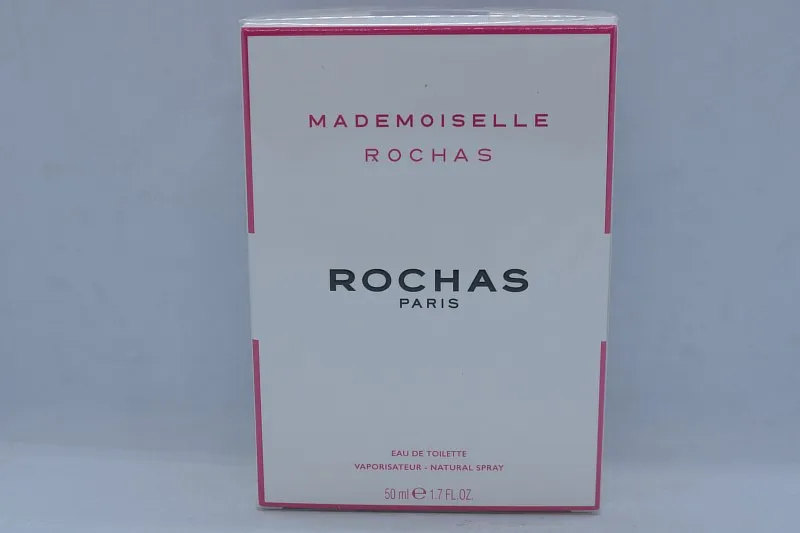 MADEMOISELLE
ROCHAS
ROCHAS
PARIS
EAU DE TOILETTE
VAPORISATEUR - NATURAL SPRAY
50 ml ℮ 1.7 FL.OZ.